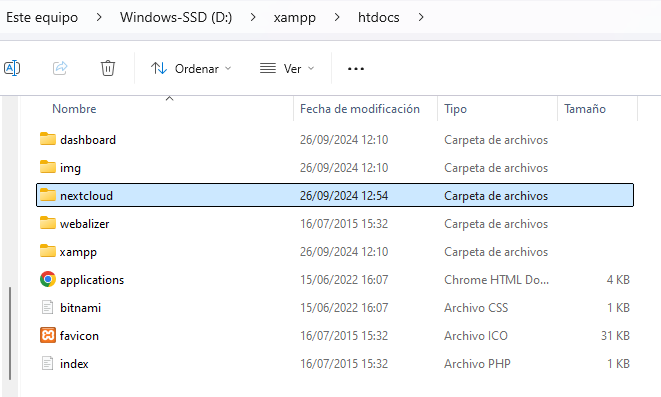 Este equipo > Windows-SSD (D:) > xampp > htdocs >
Ordenar Ver ...
Nombre Fecha de modificación Tipo Tamaño
dashboard 26/09/2024 12:10 Carpeta de archivos
img 26/09/2024 12:10 Carpeta de archivos
nextcloud 26/09/2024 12:54 Carpeta de archivos
webalizer 16/07/2015 15:32 Carpeta de archivos
xampp 26/09/2024 12:10 Carpeta de archivos
applications 15/06/2022 16:07 Chrome HTML Do... 4 KB
bitnami 15/06/2022 16:07 Archivo CSS 1 KB
favicon 16/07/2015 15:32 Archivo ICO 31 KB
index 16/07/2015 15:32 Archivo PHP 1 KB